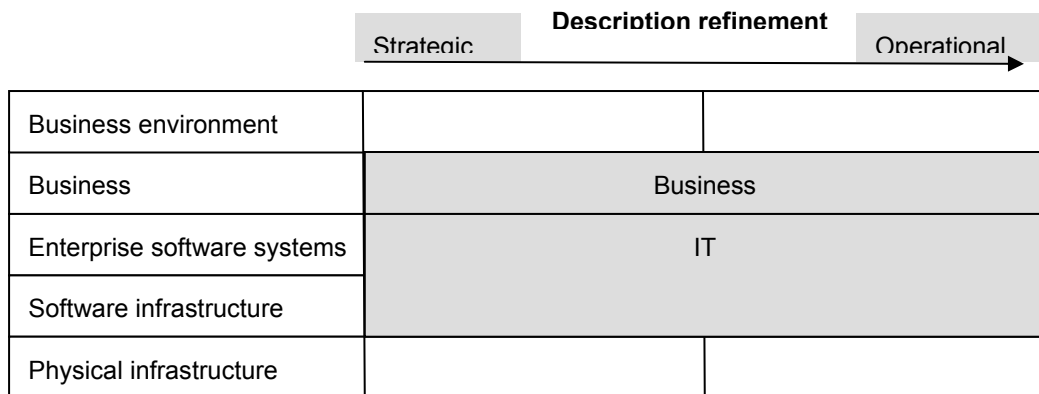 Description refinement
Strategic
Operational
Business environment
Business
Business
Enterprise software systems
IT
Software infrastructure
Physical infrastructure